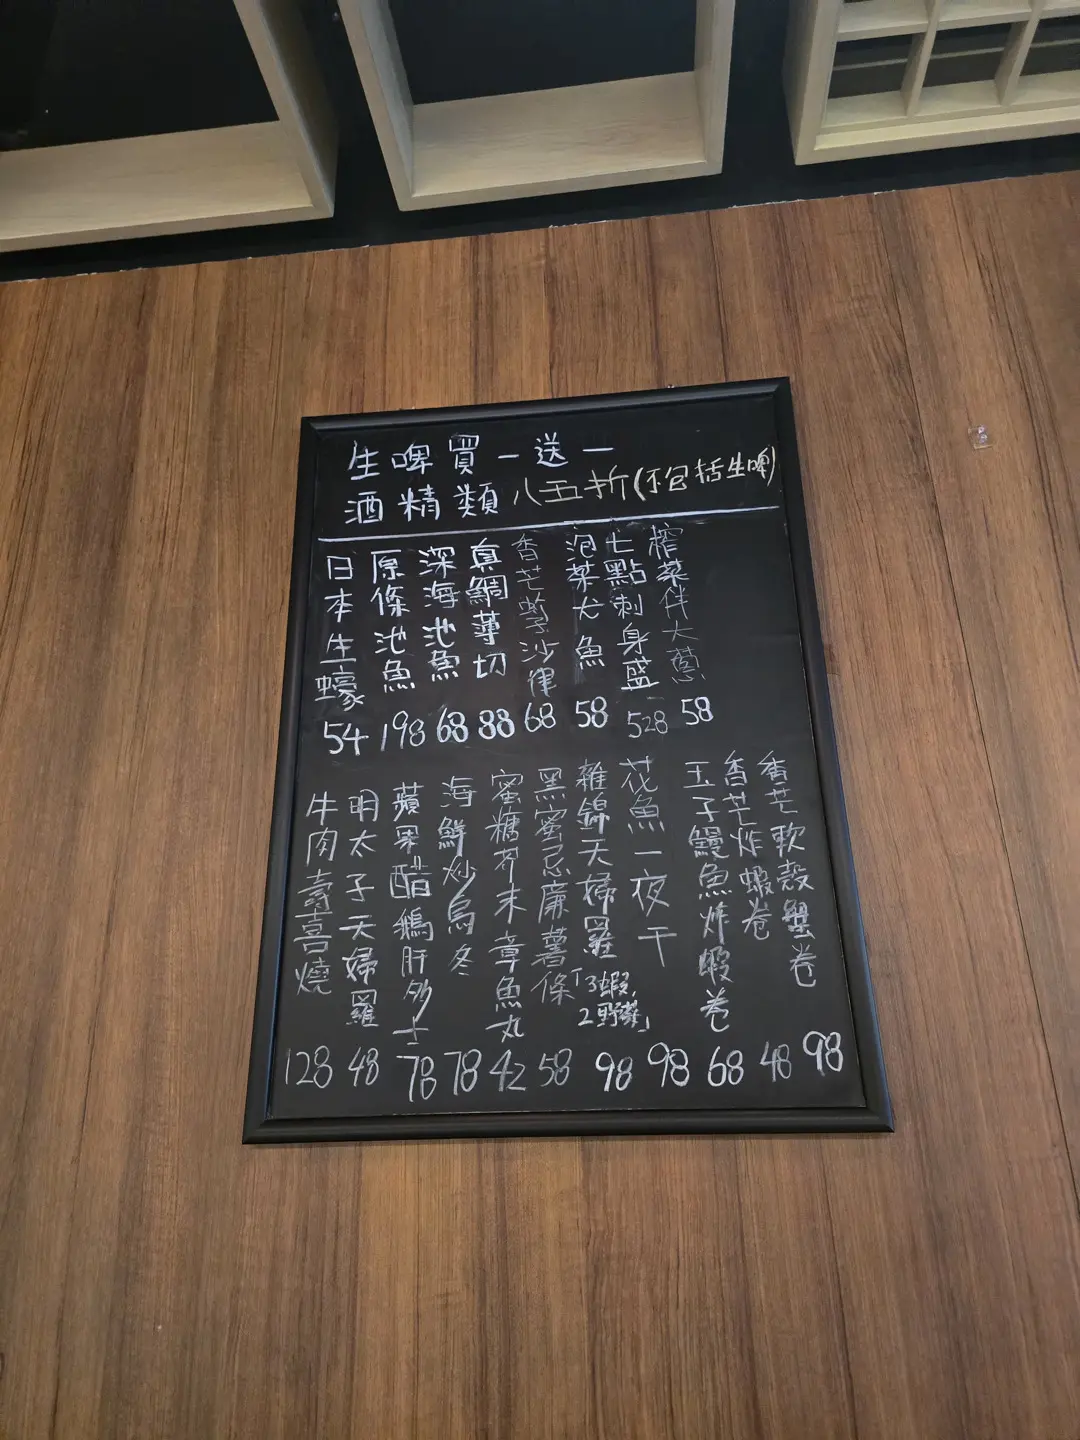 生啤買一送一
酒精類八五折(不包括生啤)
日本生蠔 54
原條池魚 198
深海池魚 68
真鯛薄切 88
香芒蟹子沙律 68
泡菜尤魚 58
七點刺身盛 528
榨菜伴大蔥 58
牛肉壽喜燒 128
明太子天婦羅 48
蘋果醋鵝肝多士 78
海鮮炒烏冬 78
蜜糖芥末章魚丸 42
黑蜜忌廉薯條 58
雜錦天婦羅「3蝦,2野菜」 98
花魚一夜干 98
玉子鰻魚炸蝦卷 68
香芒炸蝦卷 48
香芒軟殼蟹卷 98